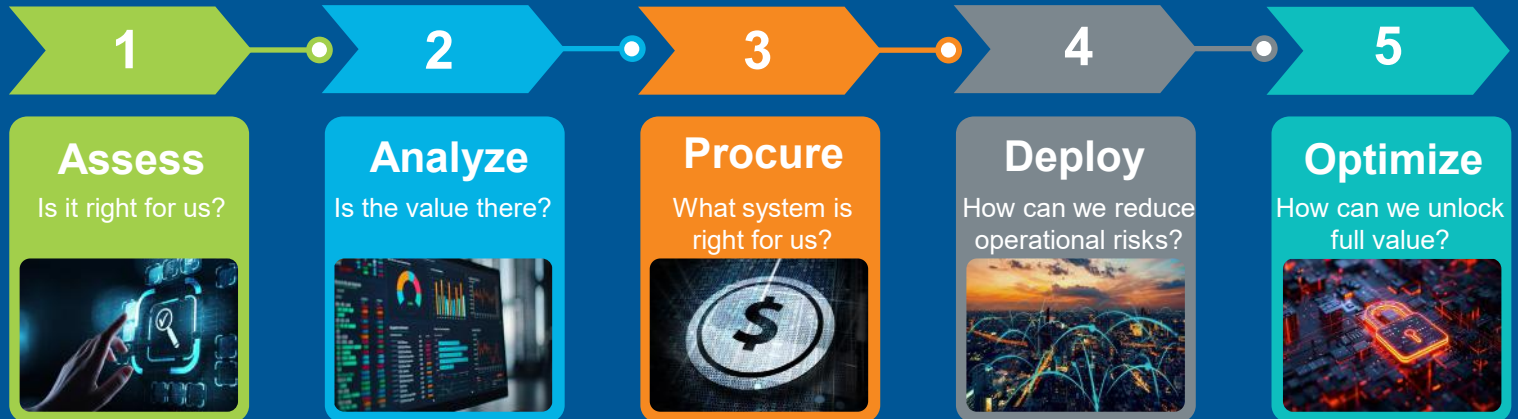 1
2
3
4
5
Assess
Is it right for us?
Analyze
Is the value there?
Procure
What system is
right for us?
Deploy
How can we reduce
operational risks?
Optimize
How can we unlock
full value?
$